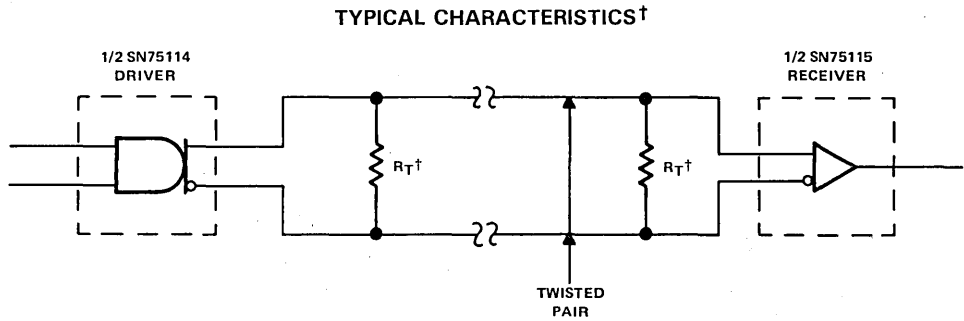 TYPICAL CHARACTERISTICS†
1/2 SN75114
DRIVER
1/2 SN75115
RECEIVER
RT†
RT†
TWISTED
PAIR